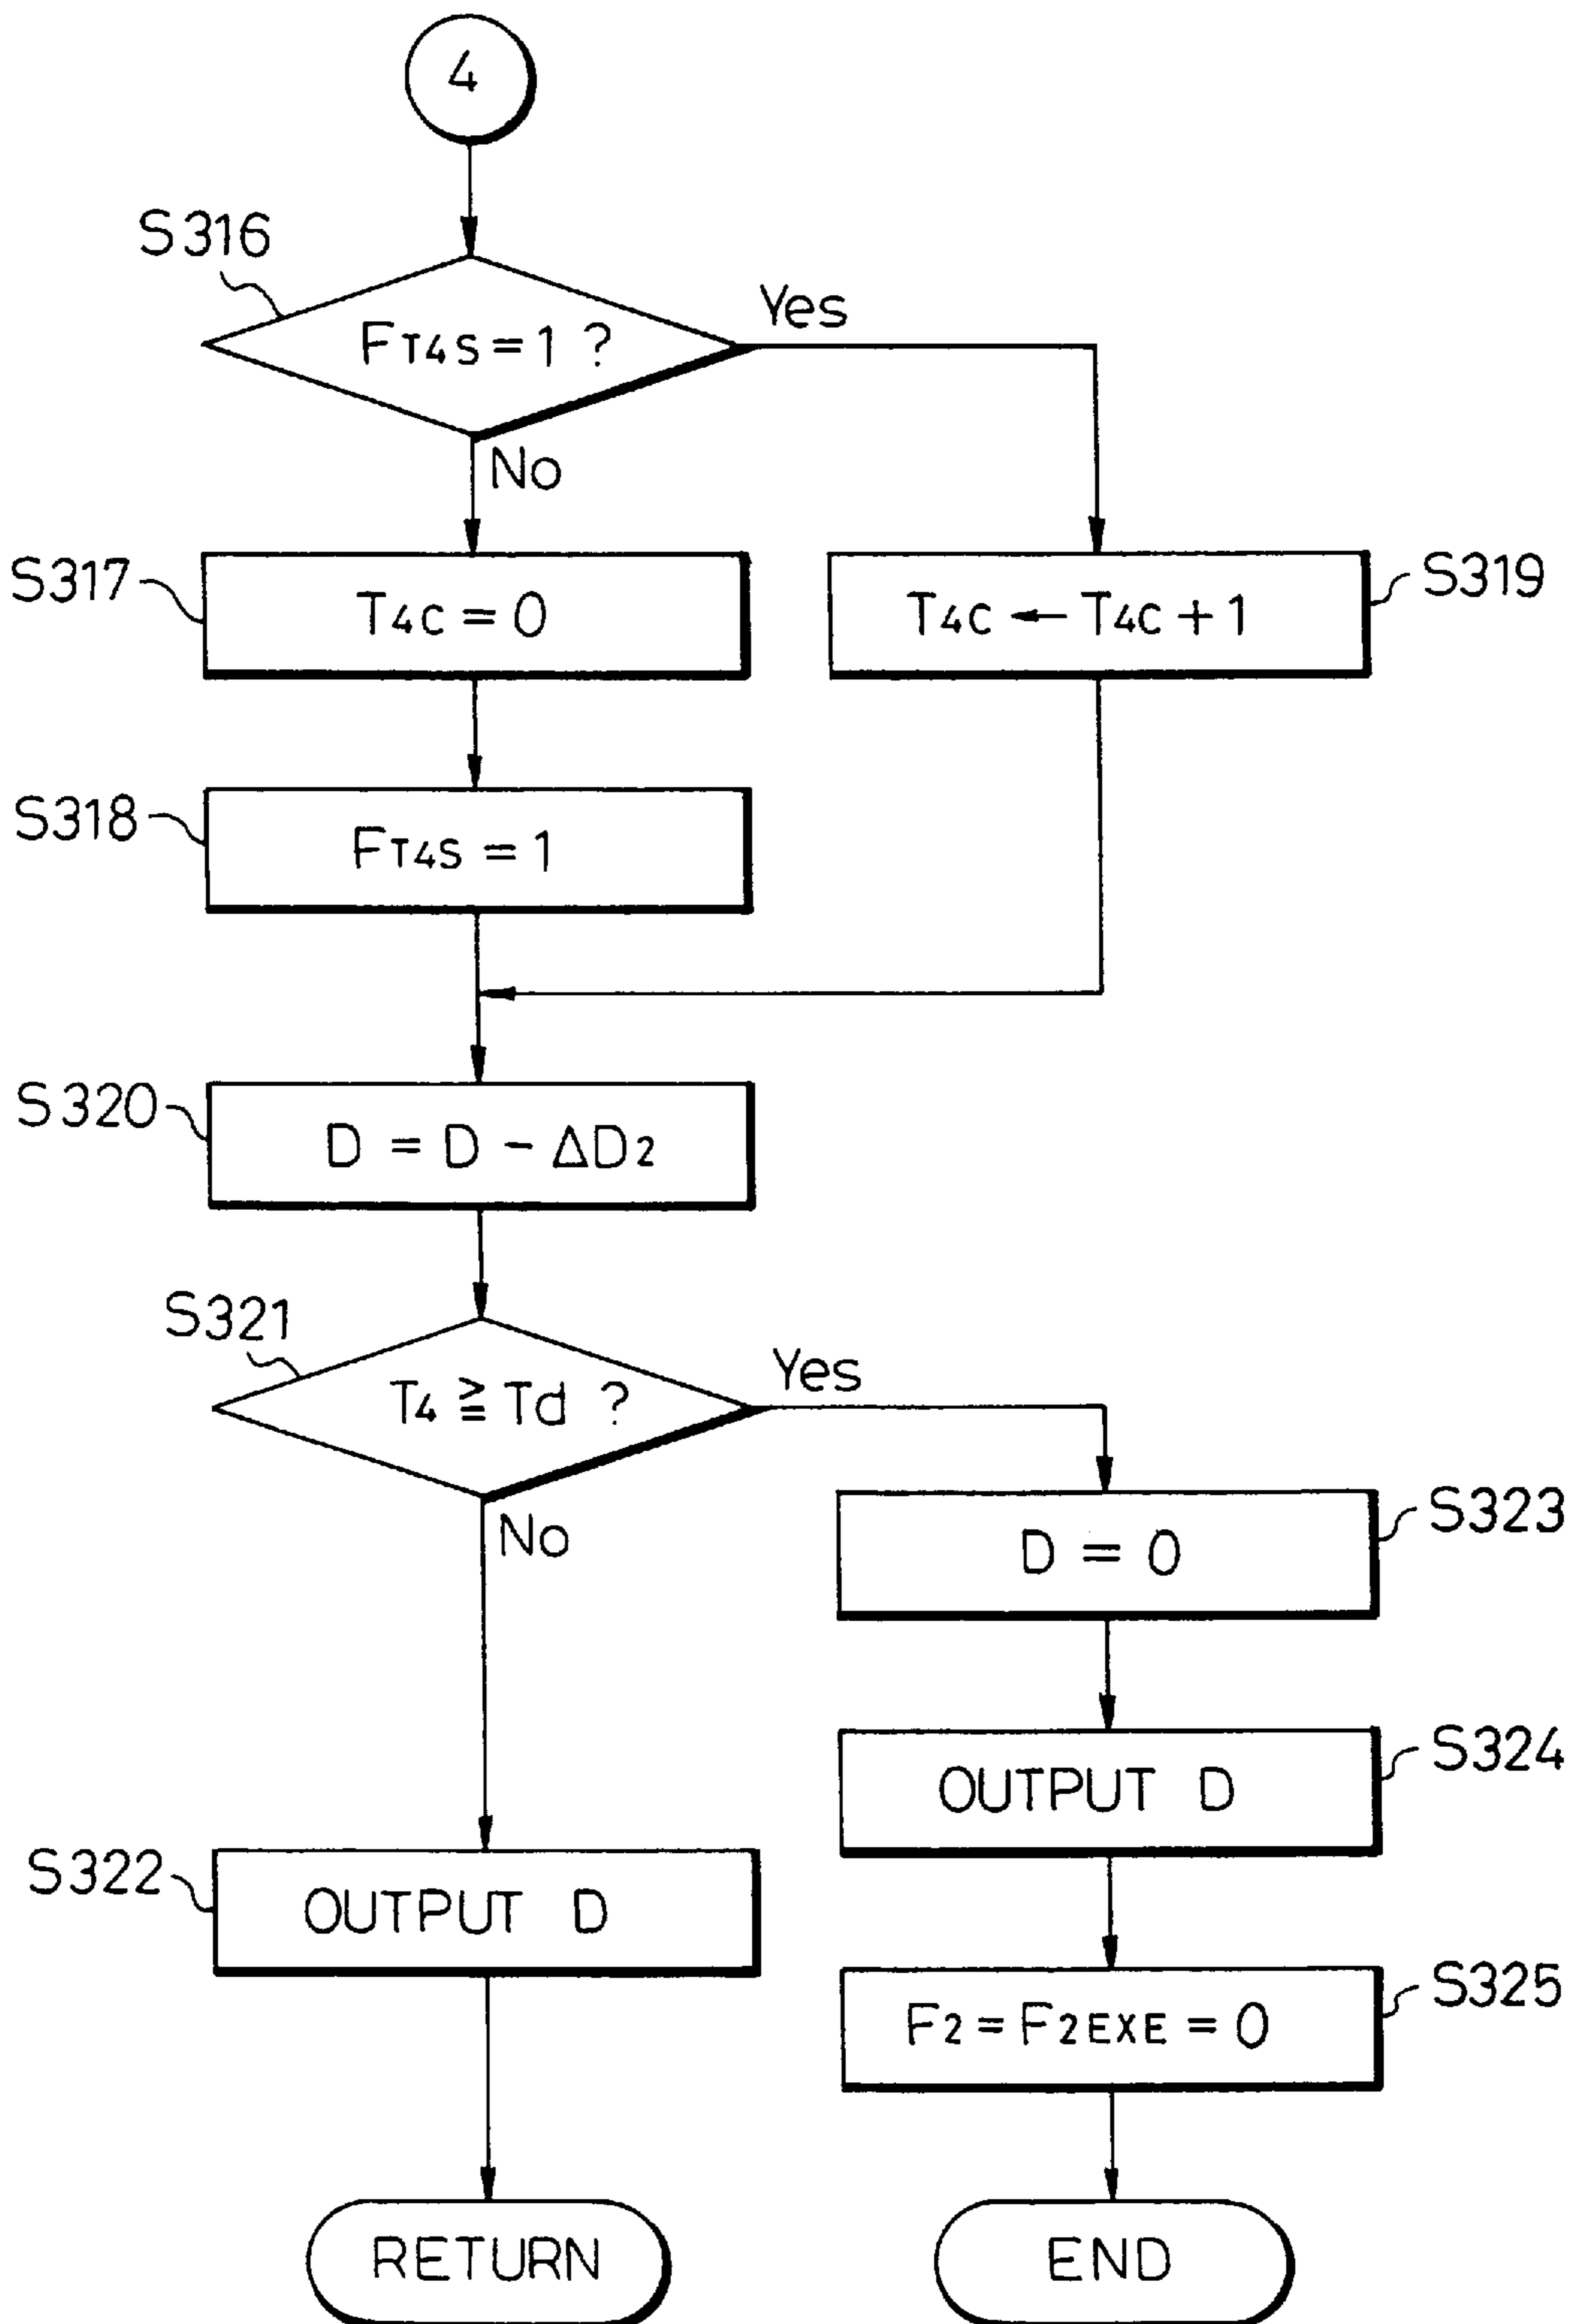 4
S316
FT4S = 1 ?
Yes
No
S317
T4C = 0
T4C ← T4C + 1
S319
S318
FT4S = 1
S320
D = D - ΔD2
S321
T4 ≧ Td ?
Yes
No
D = 0
S323
OUTPUT D
S324
S322
OUTPUT D
F2 = F2EXE = 0
S325
RETURN
END